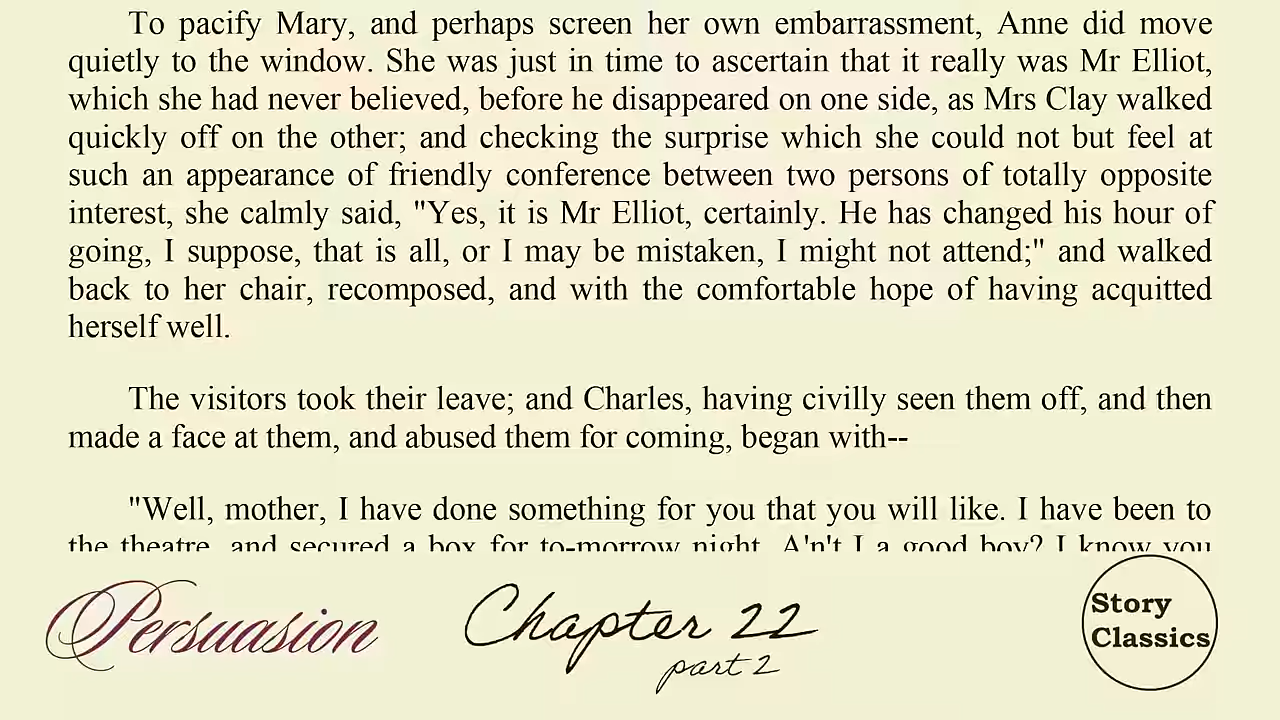 To pacify Mary, and perhaps screen her own embarrassment, Anne did move
quietly to the window. She was just in time to ascertain that it really was Mr Elliot,
which she had never believed, before he disappeared on one side, as Mrs Clay walked
quickly off on the other; and checking the surprise which she could not but feel at
such an appearance of friendly conference between two persons of totally opposite
interest, she calmly said, "Yes, it is Mr Elliot, certainly. He has changed his hour of
going, I suppose, that is all, or I may be mistaken, I might not attend;" and walked
back to her chair, recomposed, and with the comfortable hope of having acquitted
herself well.
The visitors took their leave; and Charles, having civilly seen them off, and then
made a face at them, and abused them for coming, began with--
"Well, mother, I have done something for you that you will like. I have been to
the theatre, and secured a box for to-morrow night. A'n't I a good boy? I know you
Persuasion
Chapter 22
part 2
Story
Classics